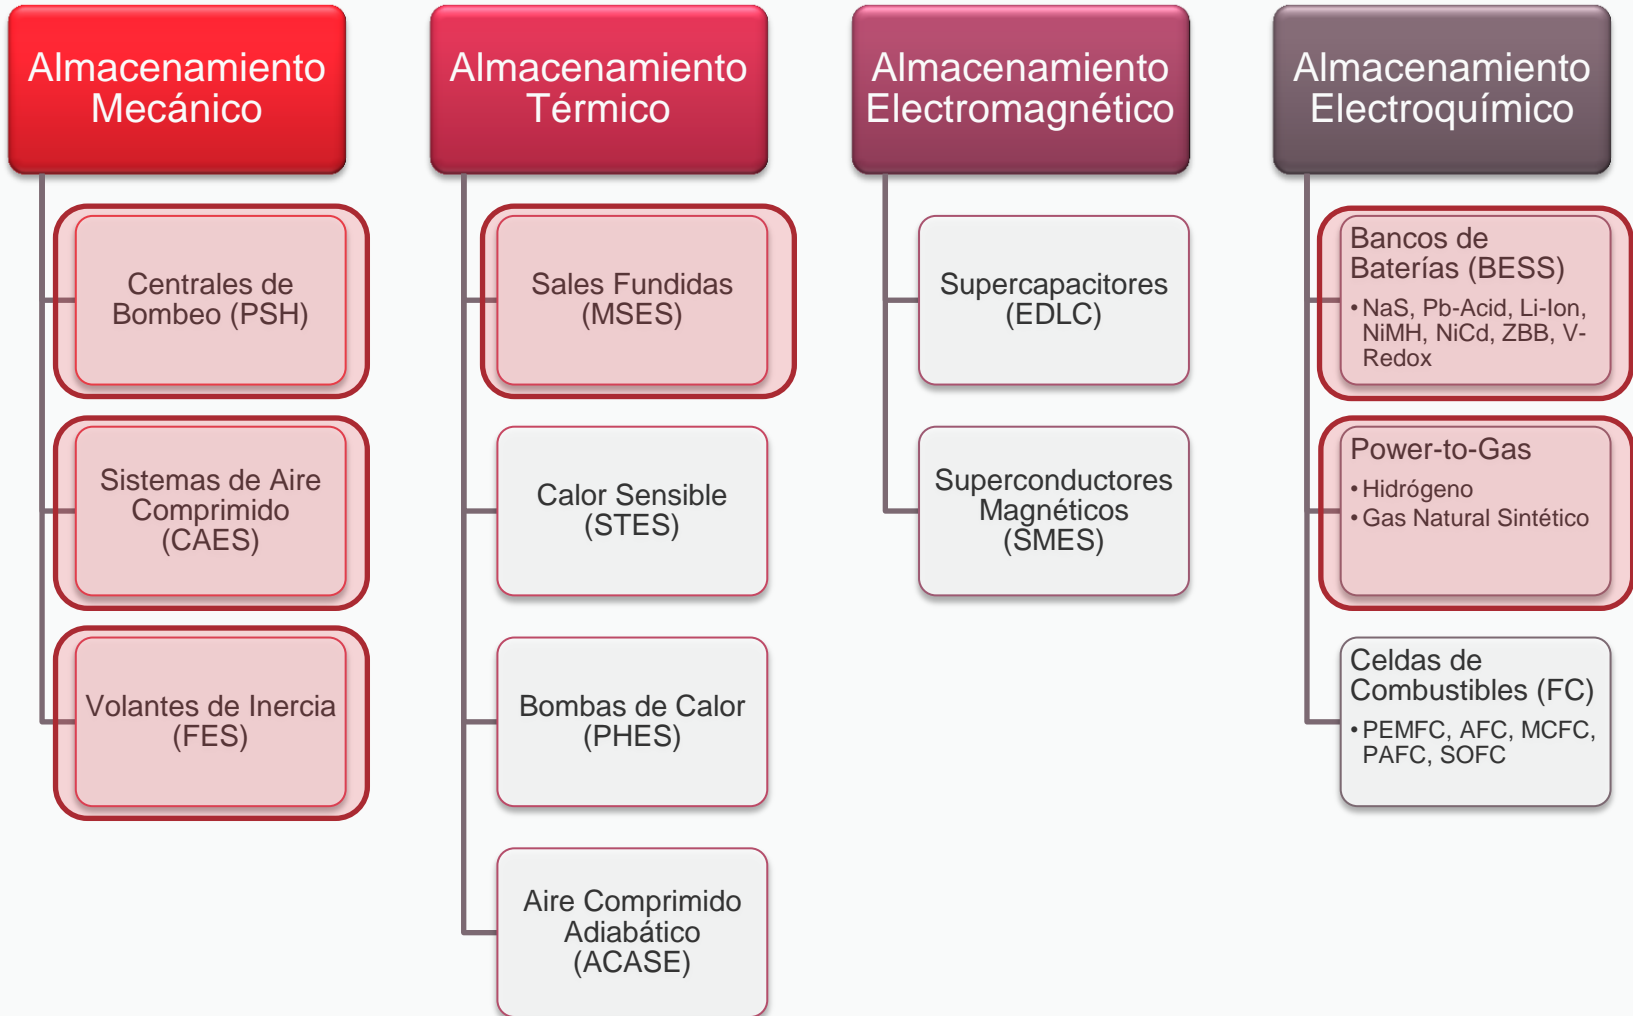 Almacenamiento
Mecánico
Centrales de
Bombeo (PSH)
Sistemas de Aire
Comprimido
(CAES)
Volantes de Inercia
(FES)
Almacenamiento
Térmico
Sales Fundidas
(MSES)
Calor Sensible
(STES)
Bombas de Calor
(PHES)
Aire Comprimido
Adiabático
(ACASE)
Almacenamiento
Electromagnético
Supercapacitores
(EDLC)
Superconductores
Magnéticos
(SMES)
Almacenamiento
Electroquímico
Bancos de
Baterías (BESS)
• NaS, Pb-Acid, Li-Ion,
NiMH, NiCd, ZBB, V-
Redox
Power-to-Gas
• Hidrógeno
• Gas Natural Sintético
Celdas de
Combustibles (FC)
• PEMFC, AFC, MCFC,
PAFC, SOFC